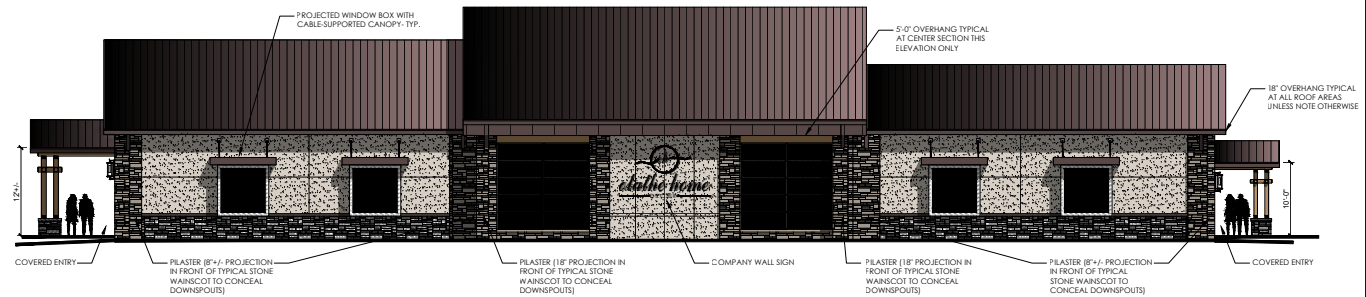 PROJECTED WINDOW BOX WITH
CABLE-SUPPORTED CANOPY- TYP.
5'-0" OVERHANG TYPICAL
AT CENTER SECTION THIS
ELEVATION ONLY
18" OVERHANG TYPICAL
AT ALL ROOF AREAS
UNLESS NOTE OTHERWISE
12'+/-
elathe home
10'-0"
COVERED ENTRY
PILASTER (8"+/- PROJECTION
IN FRONT OF TYPICAL STONE
WAINSCOT TO CONCEAL
DOWNSPOUTS)
PILASTER (18" PROJECTION IN
FRONT OF TYPICAL STONE
WAINSCOT TO CONCEAL
DOWNSPOUTS)
COMPANY WALL SIGN
PILASTER (18" PROJECTION IN
FRONT OF TYPICAL STONE
WAINSCOT TO CONCEAL
DOWNSPOUTS)
PILASTER (8"+/- PROJECTION
IN FRONT OF TYPICAL
STONE WAINSCOT TO
CONCEAL DOWNSPOUTS)
COVERED ENTRY